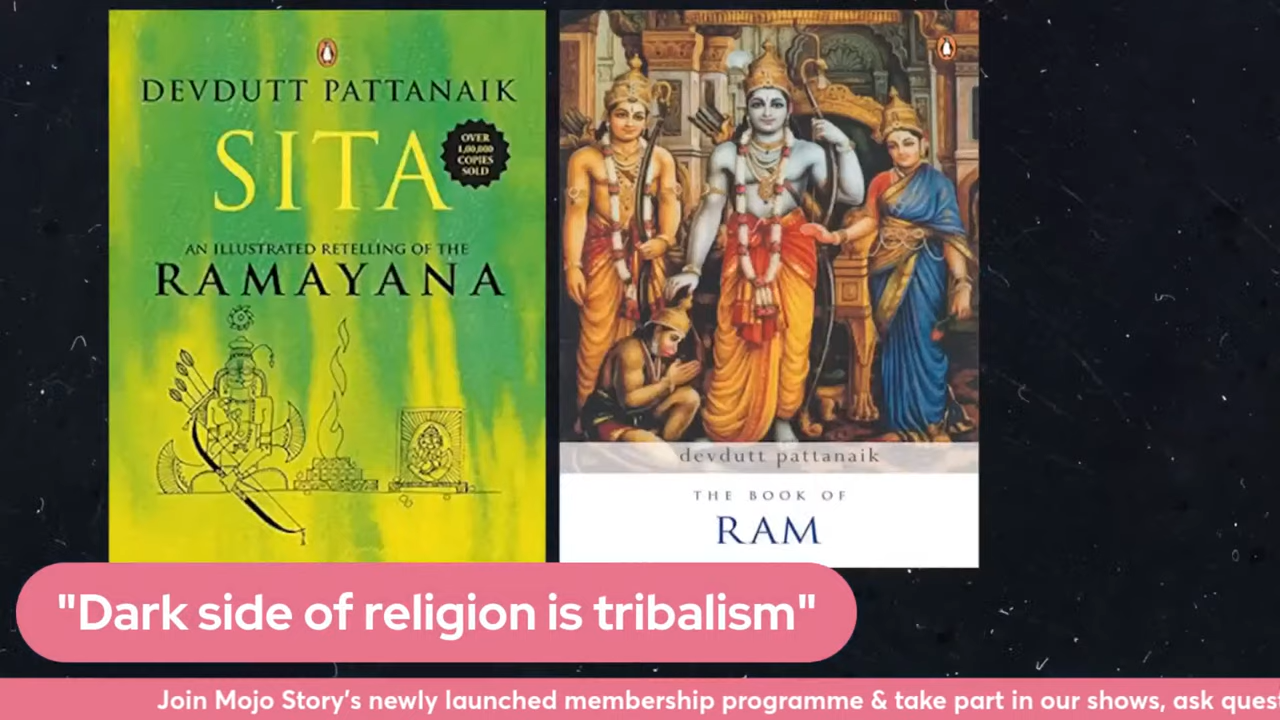 DEVDUTT PATTANAIK
SITA
OVER
1,00,000
COPIES
SOLD
AN ILLUSTRATED RETELLING OF THE
RAMAYANA
devdutt pattanaik
THE BOOK OF
RAM
"Dark side of religion is tribalism"
Join Mojo Story's newly launched membership programme & take part in our shows, ask ques